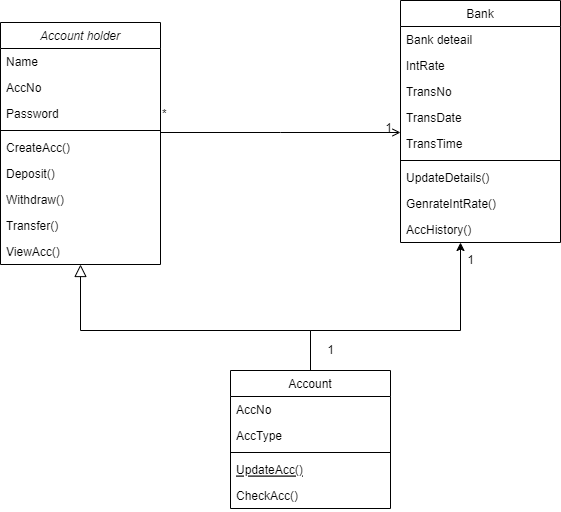 Account holder
Name
AccNo
Password
CreateAcc()
Deposit()
Withdraw()
Transfer()
ViewAcc()
*
1
Bank
Bank deteail
IntRate
TransNo
TransDate
TransTime
UpdateDetails()
GenrateIntRate()
AccHistory()
1
1
Account
AccNo
AccType
UpdateAcc()
CheckAcc()